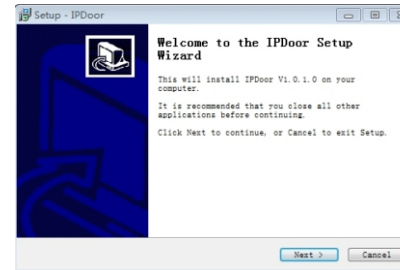 Setup - IPDoor
Welcome to the IPDoor Setup
Wizard
This will install IPDoor V1.0.1.0 on your
computer.
It is recommended that you close all other
applications before continuing.
Click Next to continue, or Cancel to exit Setup.
Next >
Cancel